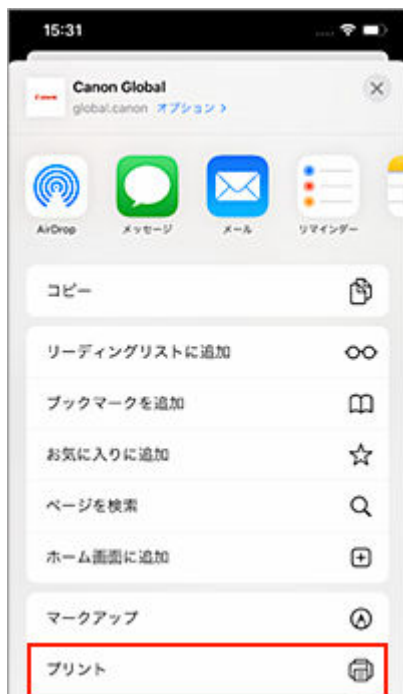 15:31
Canon
Canon Global
global.canon オプション >
AirDrop メッセージ メール リマインダー
コピー
リーディングリストに追加
ブックマークを追加
お気に入りに追加
ページを検索
ホーム画面に追加
マークアップ
プリント